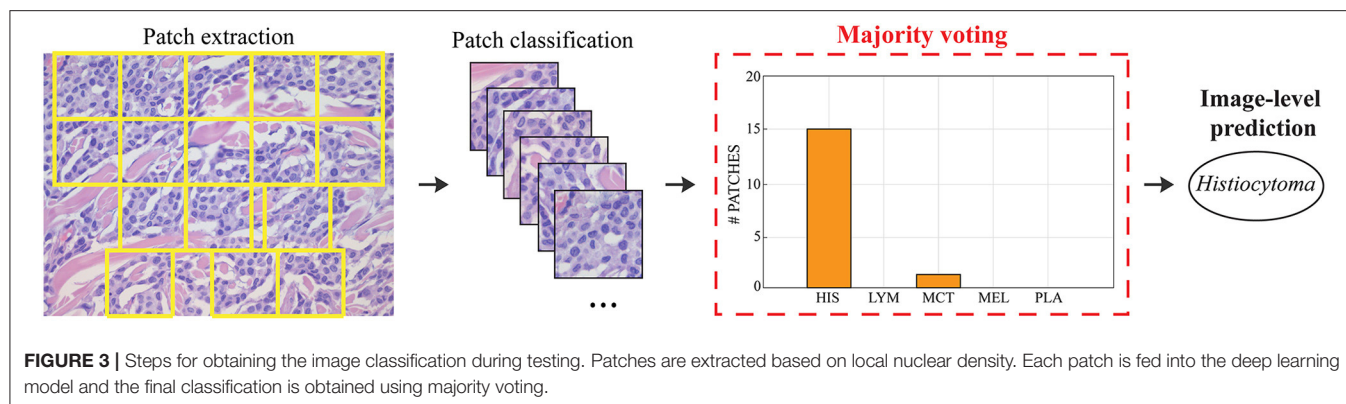 Patch extraction
Patch classification
...
Majority voting
# PATCHES
20
15
10
5
0
HIS LYM MCT MEL PLA
Image-level
prediction
Histiocytoma
FIGURE 3 | Steps for obtaining the image classification during testing. Patches are extracted based on local nuclear density. Each patch is fed into the deep learning
model and the final classification is obtained using majority voting.